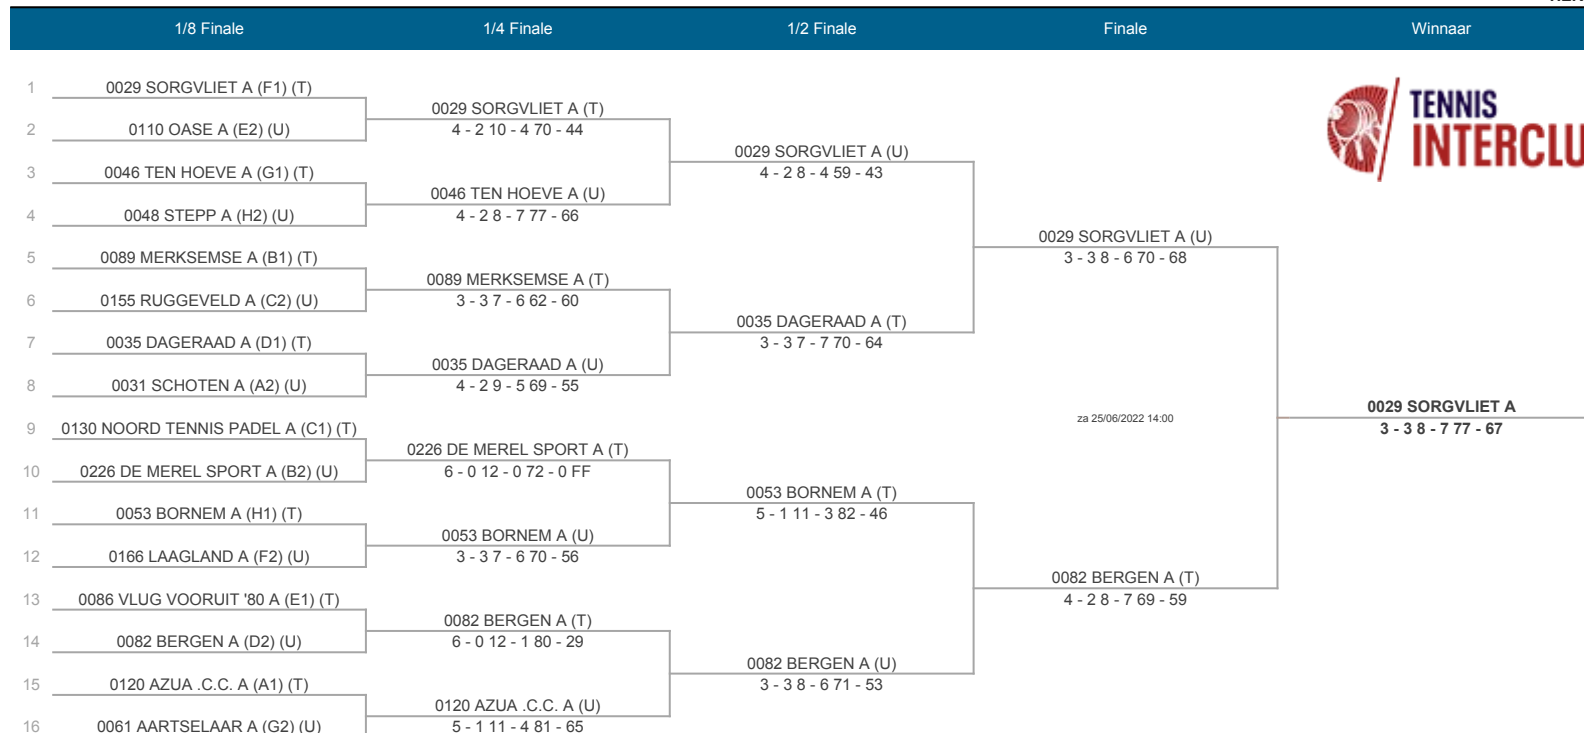 1/8 Finale 1/4 Finale 1/2 Finale Finale Winnaar
1 0029 SORGVLIET A (F1) (T)
0029 SORGVLIET A (T)
2 0110 OASE A (E2) (U)
4 - 2 10 - 4 70 - 44
0029 SORGVLIET A (U)
3 0046 TEN HOEVE A (G1) (T)
4 - 2 8 - 4 59 - 43
0046 TEN HOEVE A (U)
4 0048 STEPP A (H2) (U)
4 - 2 8 - 7 77 - 66
TENNIS
INTERCLU
0029 SORGVLIET A (U)
5 0089 MERKSEMSE A (B1) (T)
3 - 3 8 - 6 70 - 68
0089 MERKSEMSE A (T)
6 0155 RUGGEVELD A (C2) (U)
3 - 3 7 - 6 62 - 60
0035 DAGERAAD A (T)
7 0035 DAGERAAD A (D1) (T)
3 - 3 7 - 7 70 - 64
0035 DAGERAAD A (U)
8 0031 SCHOTEN A (A2) (U)
4 - 2 9 - 5 69 - 55
0029 SORGVLIET A
za 25/06/2022 14:00
9 0130 NOORD TENNIS PADEL A (C1) (T)
3 - 3 8 - 7 77 - 67
0226 DE MEREL SPORT A (T)
10 0226 DE MEREL SPORT A (B2) (U)
6 - 0 12 - 0 72 - 0 FF
0053 BORNEM A (T)
11 0053 BORNEM A (H1) (T)
5 - 1 11 - 3 82 - 46
0053 BORNEM A (U)
12 0166 LAAGLAND A (F2) (U)
3 - 3 7 - 6 70 - 56
0082 BERGEN A (T)
13 0086 VLUG VOORUIT '80 A (E1) (T)
4 - 2 8 - 7 69 - 59
0082 BERGEN A (T)
14 0082 BERGEN A (D2) (U)
6 - 0 12 - 1 80 - 29
0082 BERGEN A (U)
15 0120 AZUA .C.C. A (A1) (T)
3 - 3 8 - 6 71 - 53
0120 AZUA .C.C. A (U)
16 0061 AARTSELAAR A (G2) (U)
5 - 1 11 - 4 81 - 65